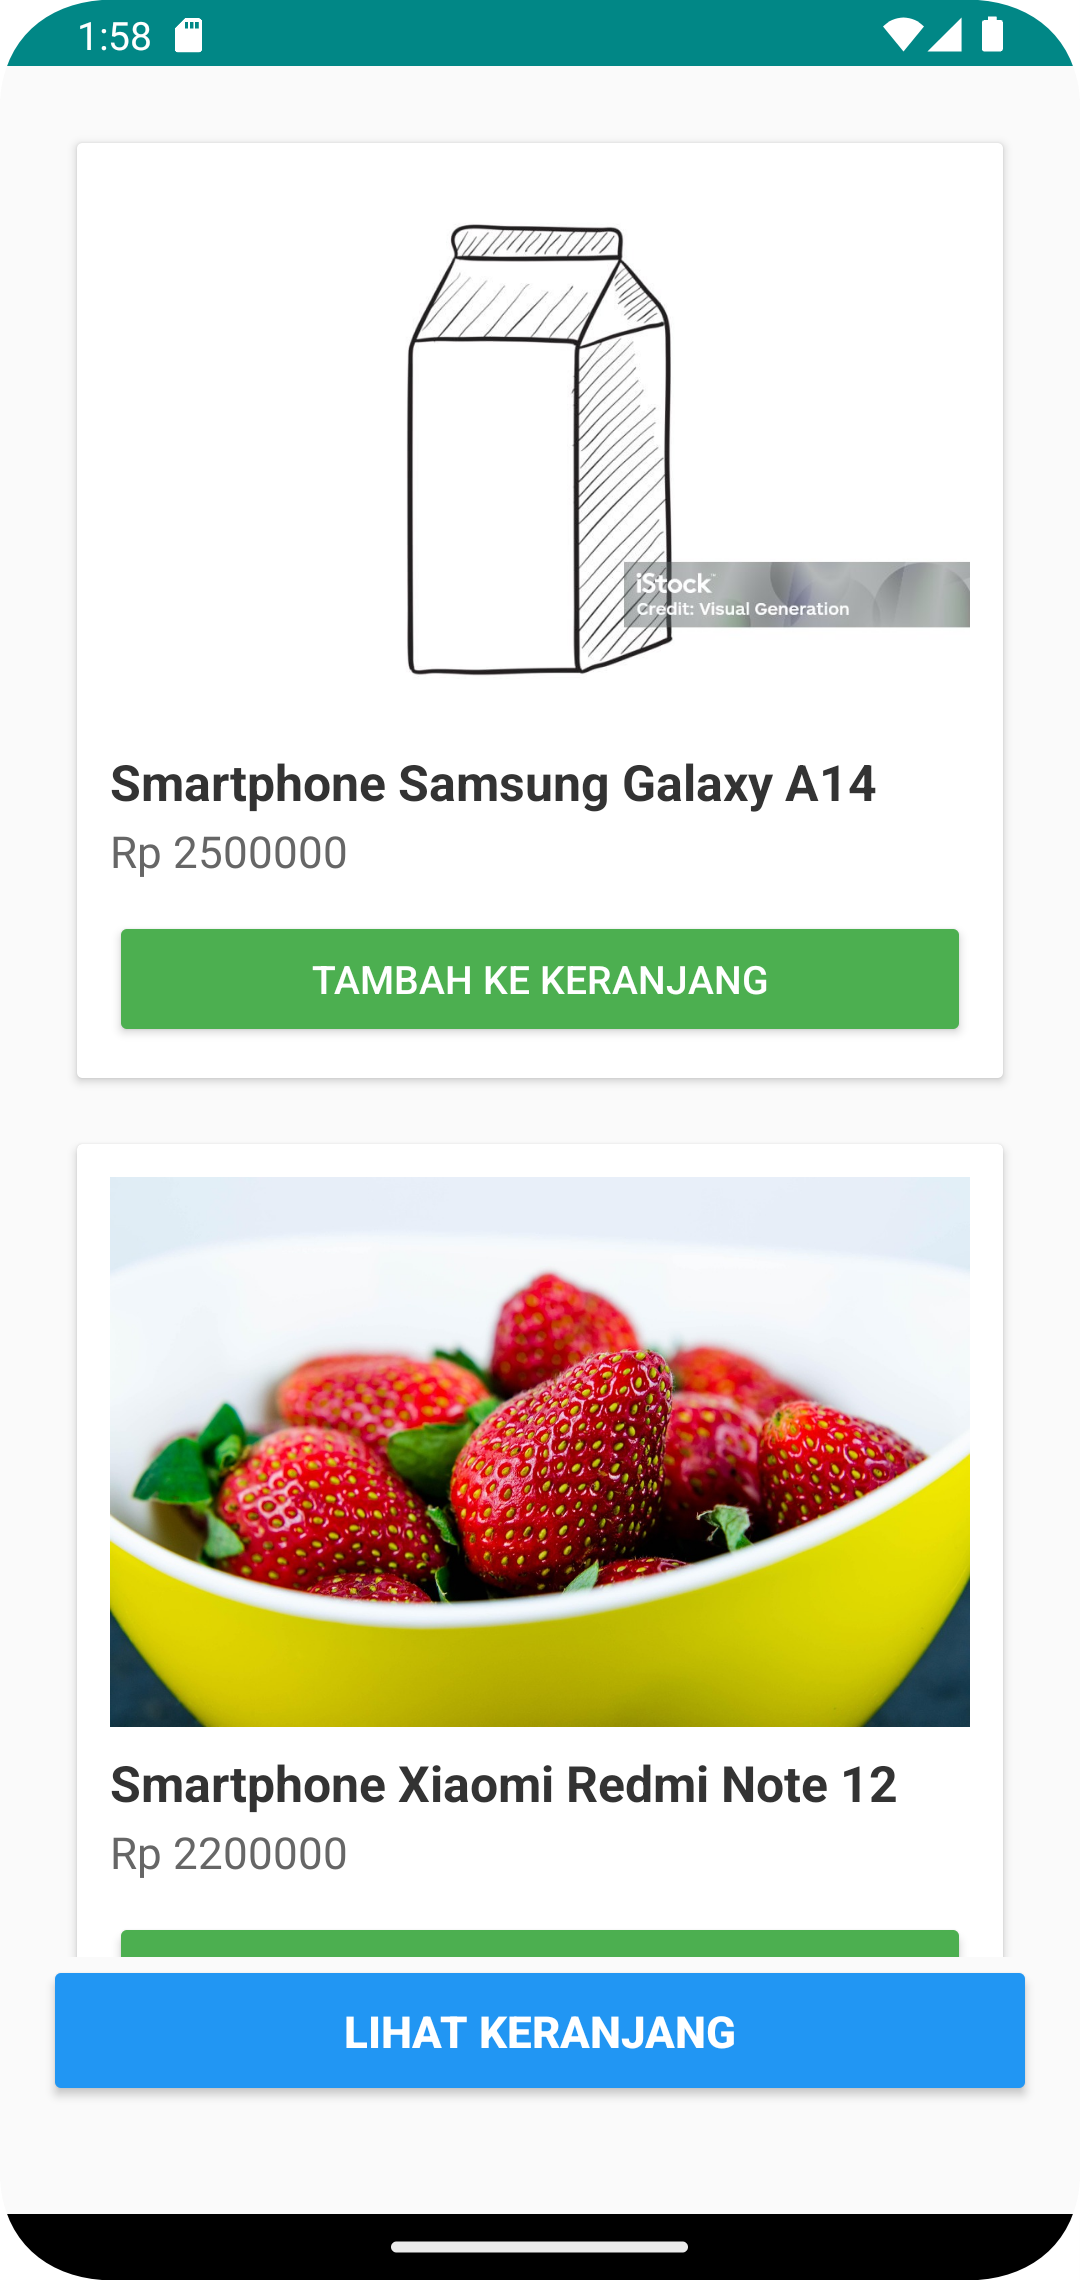 1:58
iStock
Credit: Visual Generation
Smartphone Samsung Galaxy A14
Rp 2500000
TAMBAH KE KERANJANG
Smartphone Xiaomi Redmi Note 12
Rp 2200000
LIHAT KERANJANG